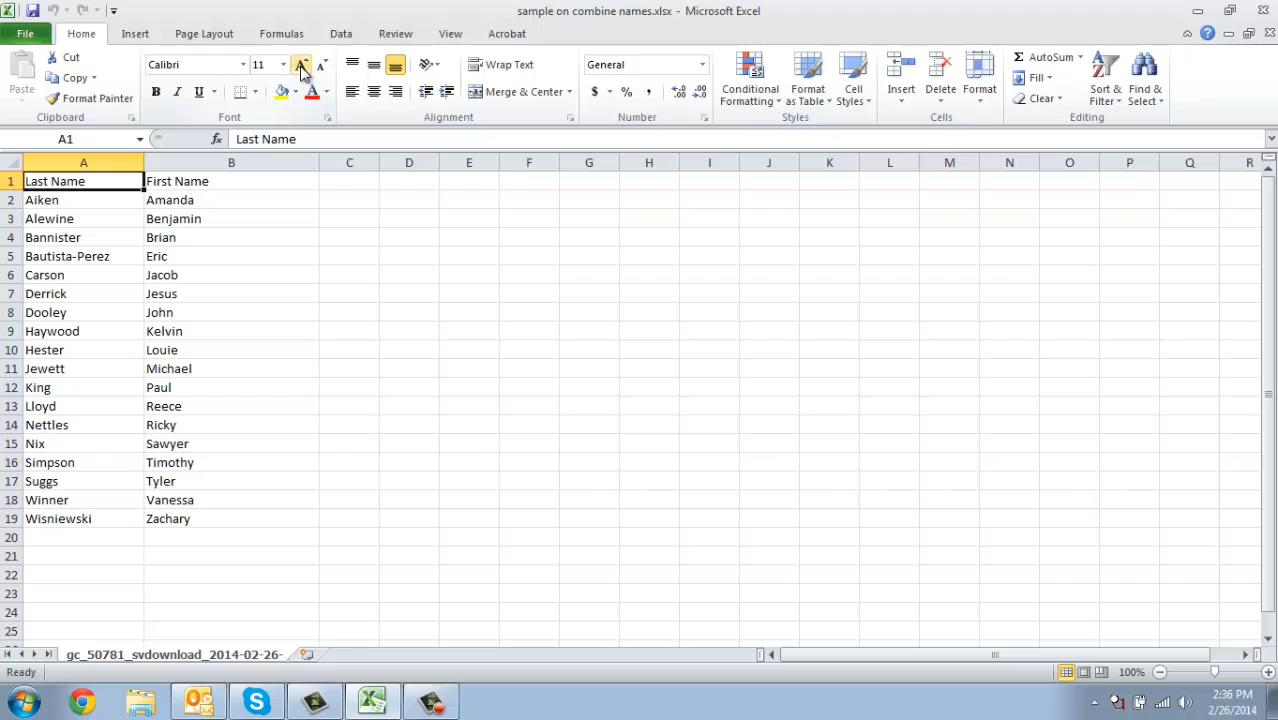 sample on combine names.xlsx - Microsoft Excel
File Home Insert Page Layout Formulas Data Review View Acrobat
Paste
Cut
Copy
Format Painter
Clipboard
Calibri 11
B I U A
Font
Wrap Text
Merge & Center
Alignment
General
$ % ,
Number
Conditional Formatting
Format as Table
Cell Styles
Styles
Insert
Delete
Format
Cells
Σ AutoSum
Fill
Clear
Sort & Filter
Find & Select
Editing
A1 fx Last Name
A B C D E F G H I J K L M N O P Q R
1 Last Name First Name
2 Aiken Amanda
3 Alewine Benjamin
4 Bannister Brian
5 Bautista-Perez Eric
6 Carson Jacob
7 Derrick Jesus
8 Dooley John
9 Haywood Kelvin
10 Hester Louie
11 Jewett Michael
12 King Paul
13 Lloyd Reece
14 Nettles Ricky
15 Nix Sawyer
16 Simpson Timothy
17 Suggs Tyler
18 Winner Vanessa
19 Wisniewski Zachary
20
21
22
23
24
25
gc_50781_svdownload_2014-02-26-
Ready 100%
2:36 PM
2/26/2014